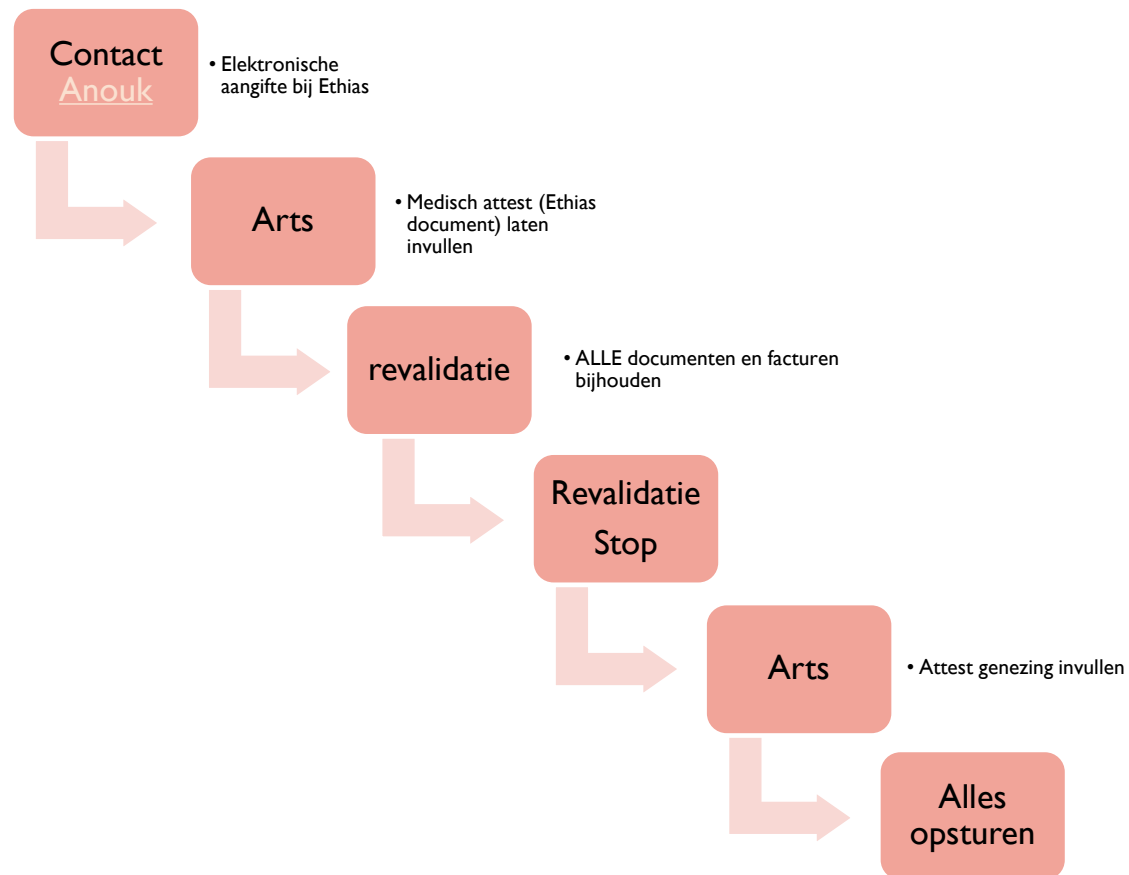 Contact
Anouk
• Elektronische
aangifte bij Ethias
Arts
• Medisch attest (Ethias
document) laten
invullen
revalidatie
• ALLE documenten en facturen
bijhouden
Revalidatie
Stop
Arts
• Attest genezing invullen
Alles
opsturen